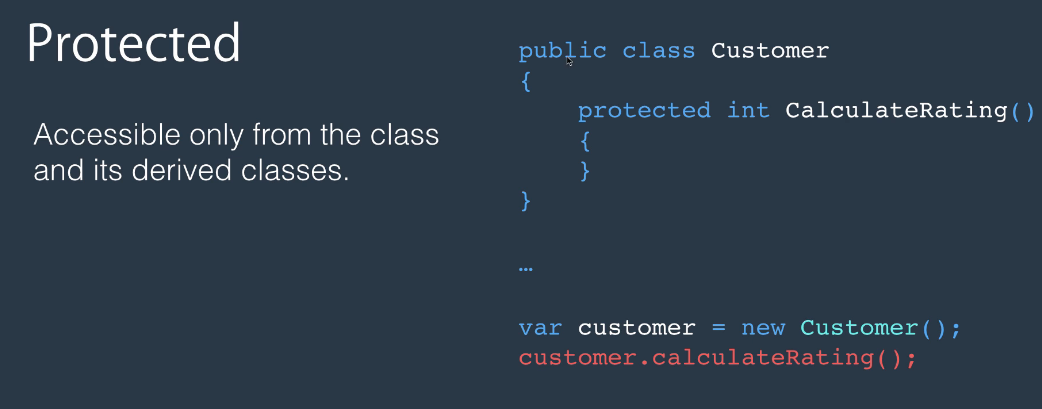 Protected
Accessible only from the class
and its derived classes.
public class Customer
{
protected int CalculateRating()
{
}
}
…
var customer = new Customer();
customer.calculateRating();